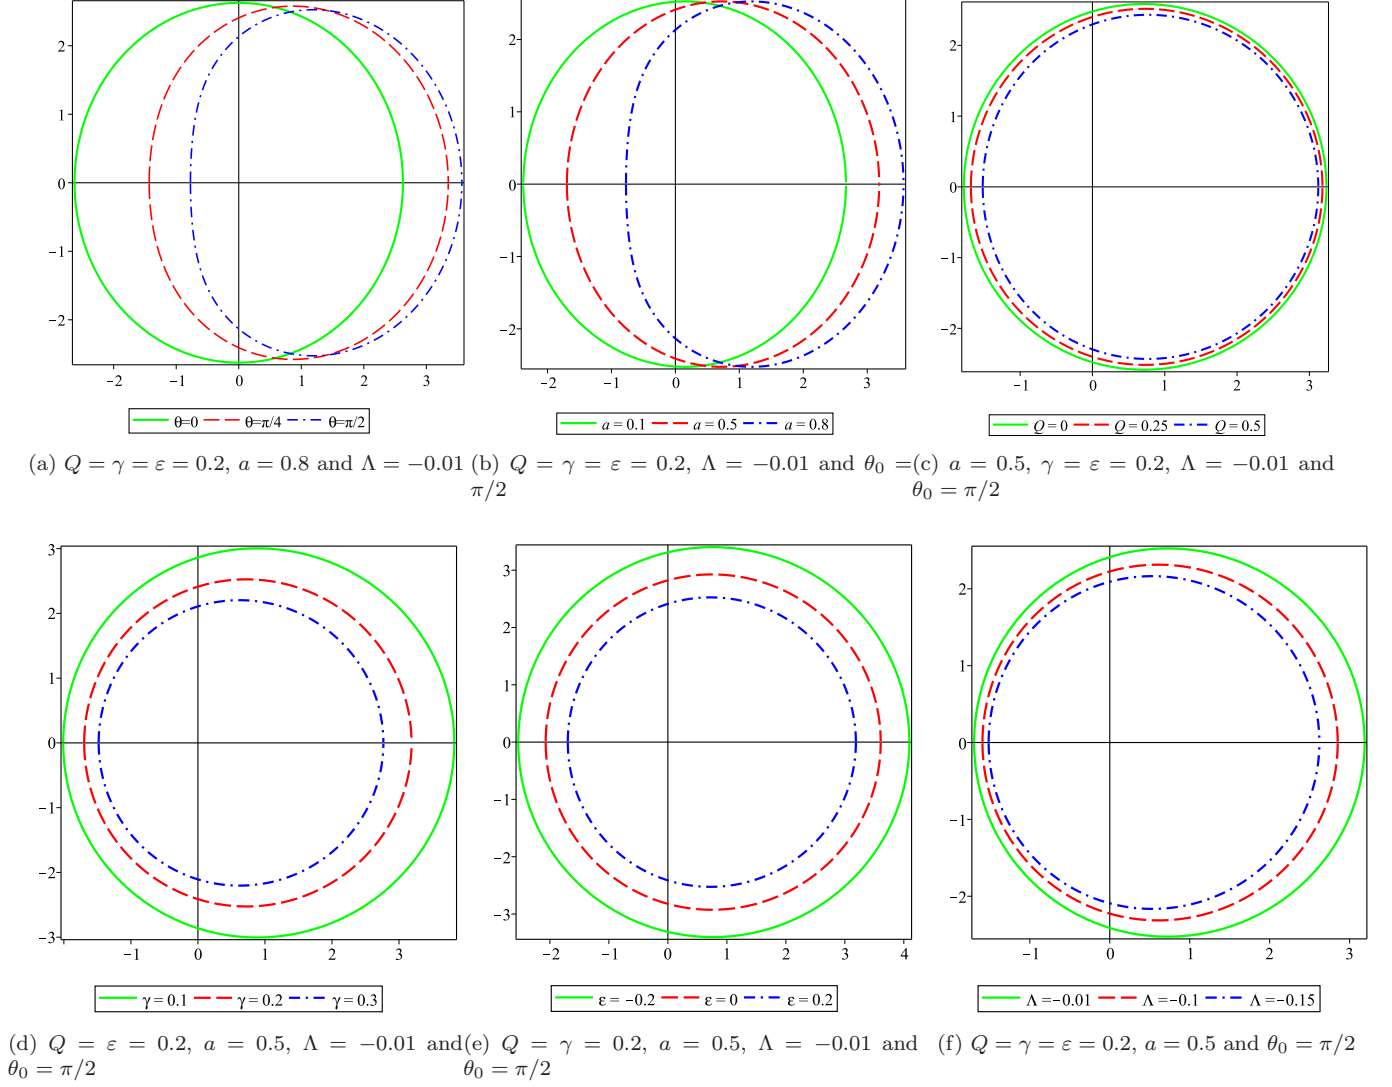 2
1
0
−1
−2
−2 −1 0 1 2 3
θ=0 θ=π/4 θ=π/2
2
1
0
−1
−2
−2 −1 0 1 2 3
a = 0.1 a = 0.5 a = 0.8
2
1
0
−1
−2
−1 0 1 2 3
Q = 0 Q = 0.25 Q = 0.5
(a) Q = γ = ε = 0.2, a = 0.8 and Λ = −0.01
(b) Q = γ = ε = 0.2, Λ = −0.01 and θ0 =
π/2
(c) a = 0.5, γ = ε = 0.2, Λ = −0.01 and
θ0 = π/2
3
2
1
0
−1
−2
−3
−1 0 1 2 3
γ = 0.1 γ = 0.2 γ = 0.3
3
2
1
0
−1
−2
−3
−2 −1 0 1 2 3 4
ε = −0.2 ε = 0 ε = 0.2
2
1
0
−1
−2
−1 0 1 2 3
Λ = −0.01 Λ = −0.1 Λ = −0.15
(d) Q = ε = 0.2, a = 0.5, Λ = −0.01 and
θ0 = π/2
(e) Q = γ = 0.2, a = 0.5, Λ = −0.01 and
θ0 = π/2
(f) Q = γ = ε = 0.2, a = 0.5 and θ0 = π/2